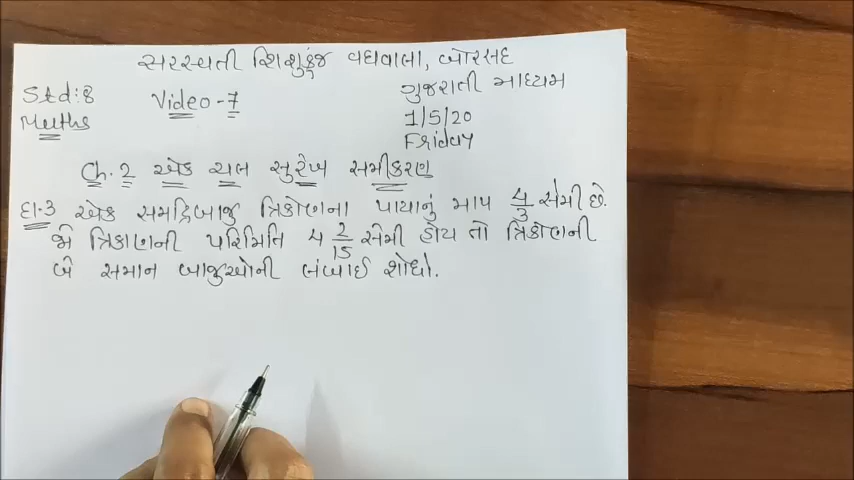 સરસ્વતી શિશુકુંજ વઘવાલા, બોરસદ
Std:8 Video-7 ગુજરાતી માધ્યમ
Maths 1/5/20
Friday
Ch. 2 એક ચલ સુરેખ સમીકરણ
દા.3 એક સમદ્વિબાજુ ત્રિકોણના પાયાનું માપ 4/3 સેમી છે.
જો ત્રિકોણની પરિમિતિ 4 2/15 સેમી હોય તો ત્રિકોણની
બે સમાન બાજુઓની લંબાઈ શોધો.